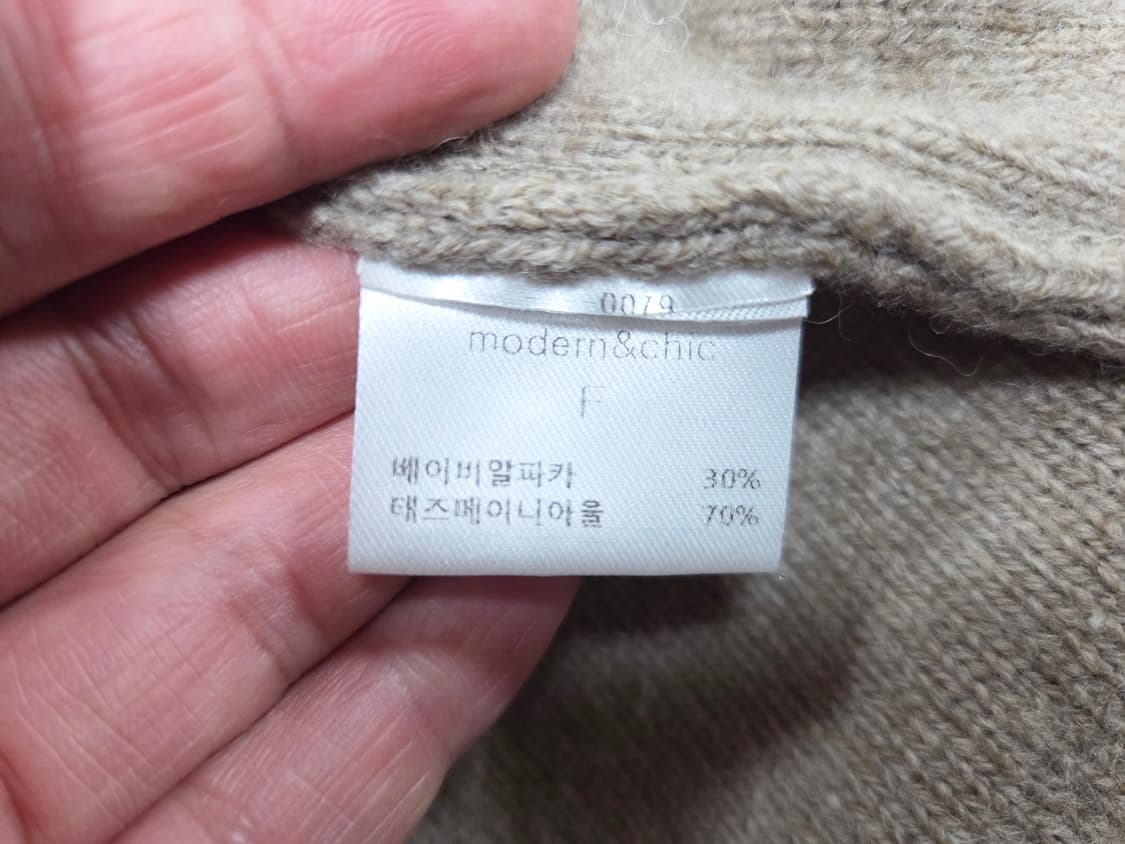 0079
modern&chic
F
베이비알파카 30%
태즈메이니아울 70%